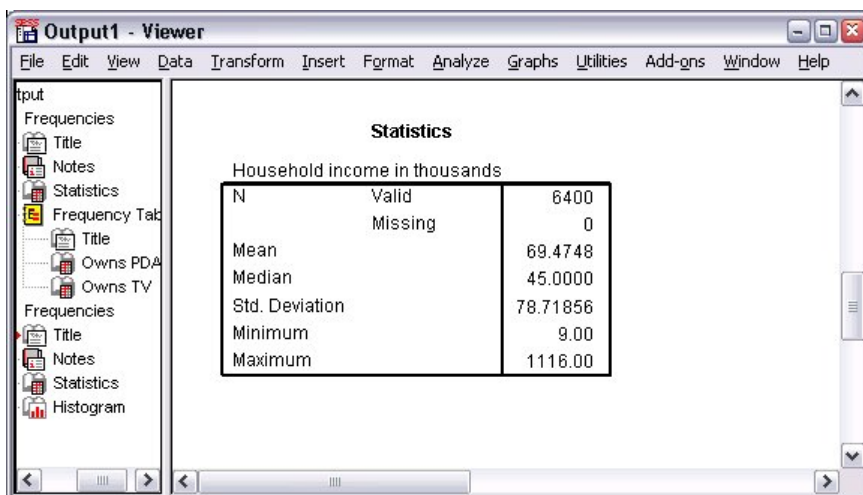 Output1 - Viewer
File Edit View Data Transform Insert Format Analyze Graphs Utilities Add-ons Window Help
tput
Frequencies
Title
Notes
Statistics
Frequency Tab
Title
Owns PDA
Owns TV
Frequencies
Title
Notes
Statistics
Histogram
Statistics
Household income in thousands
N Valid 6400
Missing 0
Mean 69.4748
Median 45.0000
Std. Deviation 78.71856
Minimum 9.00
Maximum 1116.00